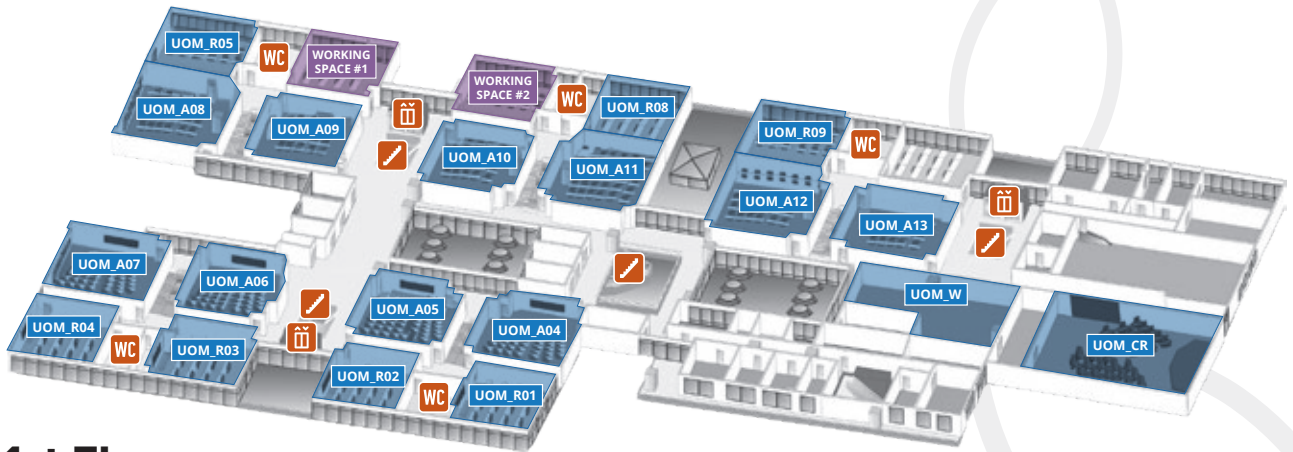 UOM_R05
WC
WORKING
SPACE #1
WORKING
SPACE #2
WC
UOM_R08
UOM_A08
UOM_A09
UOM_A10
UOM_A11
UOM_R09
WC
UOM_A12
UOM_A13
UOM_A07
UOM_A06
UOM_A05
UOM_A04
UOM_W
UOM_R04
WC
UOM_R03
UOM_R02
WC
UOM_R01
UOM_CR